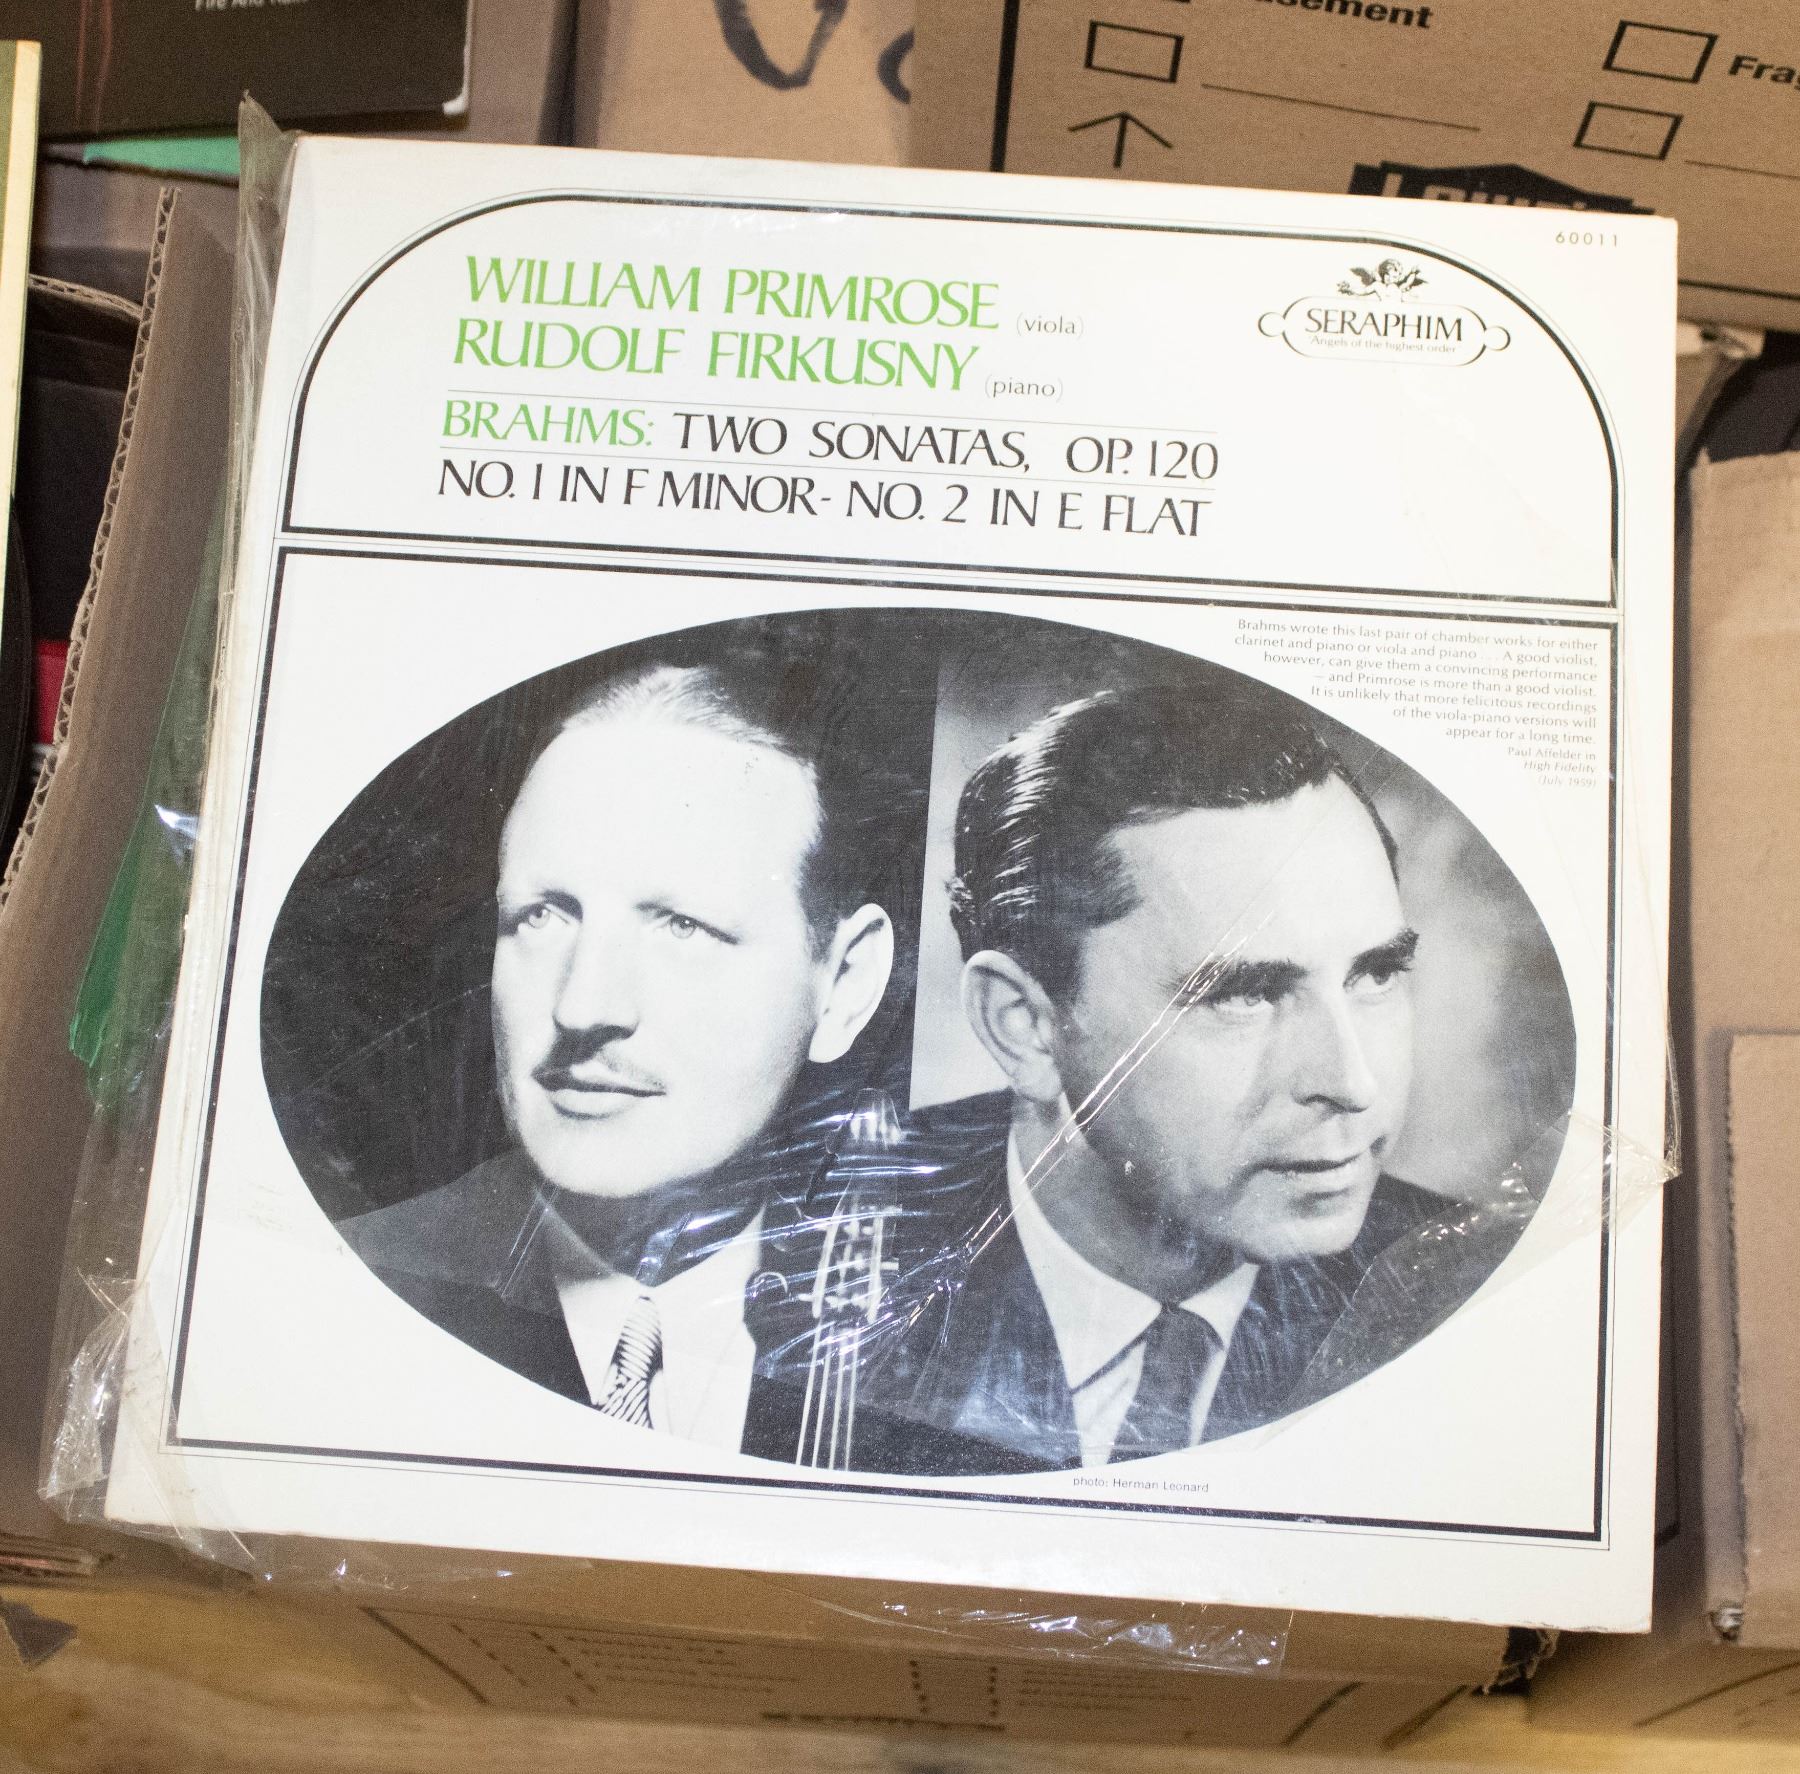 60011
WILLIAM PRIMROSE (viola)
RUDOLF FIRKUSNY (piano)
BRAHMS: TWO SONATAS, OP. 120
NO. 1 IN F MINOR - NO. 2 IN E FLAT
SERAPHIM
"Angels of the highest order"
Brahms wrote this last pair of chamber works for either
clarinet and piano or viola and piano . . . A good violist,
however, can give them a convincing performance
— and Primrose is more than a good violist.
It is unlikely that more felicitous recordings
of the viola-piano versions will
appear for a long time.
Paul Affelder in
High Fidelity
(July 1959)
photo: Herman Leonard